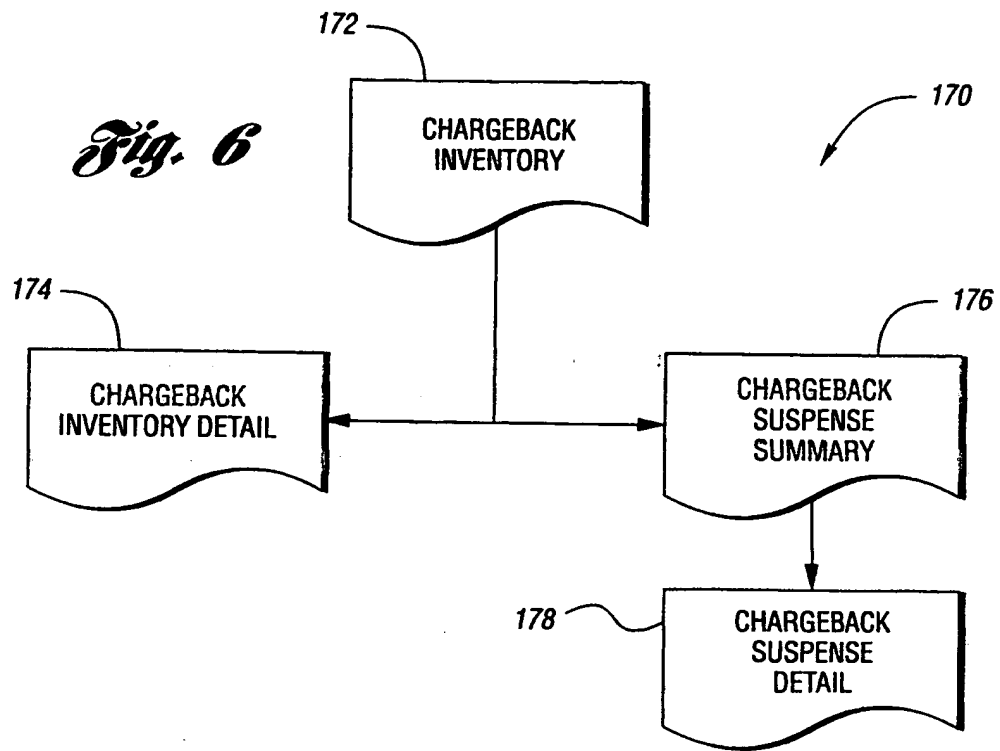 172
170
Fig. 6
CHARGEBACK
INVENTORY
174
CHARGEBACK
INVENTORY DETAIL
176
CHARGEBACK
SUSPENSE
SUMMARY
178
CHARGEBACK
SUSPENSE
DETAIL